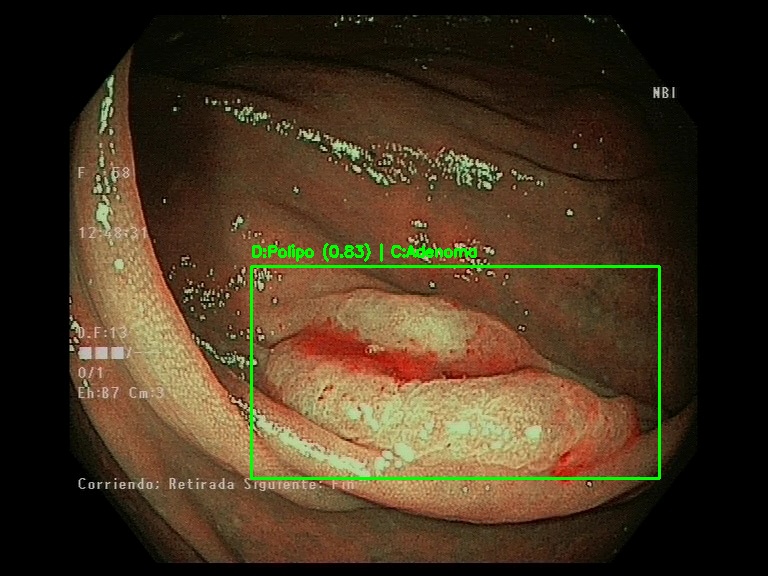 NBI
F 58
12:48:31
D:Polipo (0.83) | C:Adenoma
D.F:13
0/1
Eh:B7 Cm:3
Corriendo; Retirada Siguiente: Fin